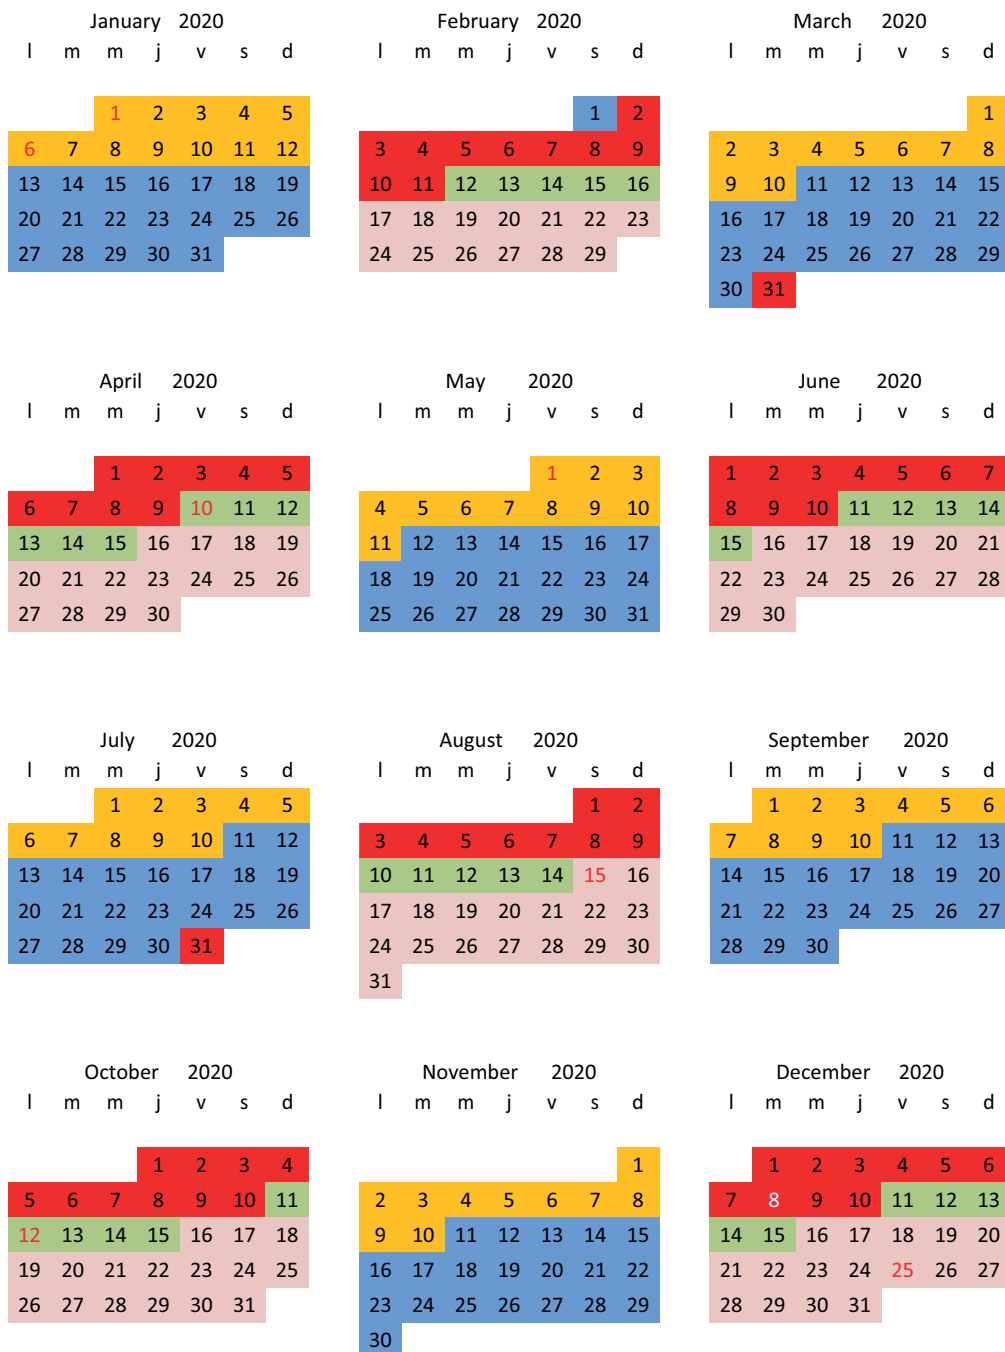 January 2020
l m m j v s d
1 2 3 4 5
6 7 8 9 10 11 12
13 14 15 16 17 18 19
20 21 22 23 24 25 26
27 28 29 30 31
February 2020
l m m j v s d
1 2
3 4 5 6 7 8 9
10 11 12 13 14 15 16
17 18 19 20 21 22 23
24 25 26 27 28 29
March 2020
l m m j v s d
1
2 3 4 5 6 7 8
9 10 11 12 13 14 15
16 17 18 19 20 21 22
23 24 25 26 27 28 29
30 31
April 2020
l m m j v s d
1 2 3 4 5
6 7 8 9 10 11 12
13 14 15 16 17 18 19
20 21 22 23 24 25 26
27 28 29 30
May 2020
l m m j v s d
1 2 3
4 5 6 7 8 9 10
11 12 13 14 15 16 17
18 19 20 21 22 23 24
25 26 27 28 29 30 31
June 2020
l m m j v s d
1 2 3 4 5 6 7
8 9 10 11 12 13 14
15 16 17 18 19 20 21
22 23 24 25 26 27 28
29 30
July 2020
l m m j v s d
1 2 3 4 5
6 7 8 9 10 11 12
13 14 15 16 17 18 19
20 21 22 23 24 25 26
27 28 29 30 31
August 2020
l m m j v s d
1 2
3 4 5 6 7 8 9
10 11 12 13 14 15 16
17 18 19 20 21 22 23
24 25 26 27 28 29 30
31
September 2020
l m m j v s d
1 2 3 4 5 6
7 8 9 10 11 12 13
14 15 16 17 18 19 20
21 22 23 24 25 26 27
28 29 30
October 2020
l m m j v s d
1 2 3 4
5 6 7 8 9 10 11
12 13 14 15 16 17 18
19 20 21 22 23 24 25
26 27 28 29 30 31
November 2020
l m m j v s d
1
2 3 4 5 6 7 8
9 10 11 12 13 14 15
16 17 18 19 20 21 22
23 24 25 26 27 28 29
30
December 2020
l m m j v s d
1 2 3 4 5 6
7 8 9 10 11 12 13
14 15 16 17 18 19 20
21 22 23 24 25 26 27
28 29 30 31